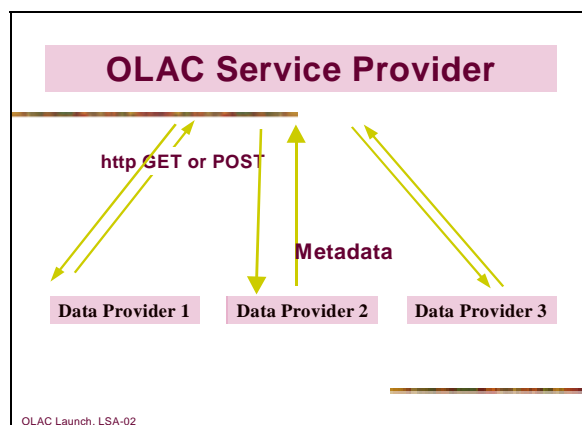 OLAC Service Provider
http GET or POST
Metadata
Data Provider 1
Data Provider 2
Data Provider 3
OLAC Launch, LSA-02